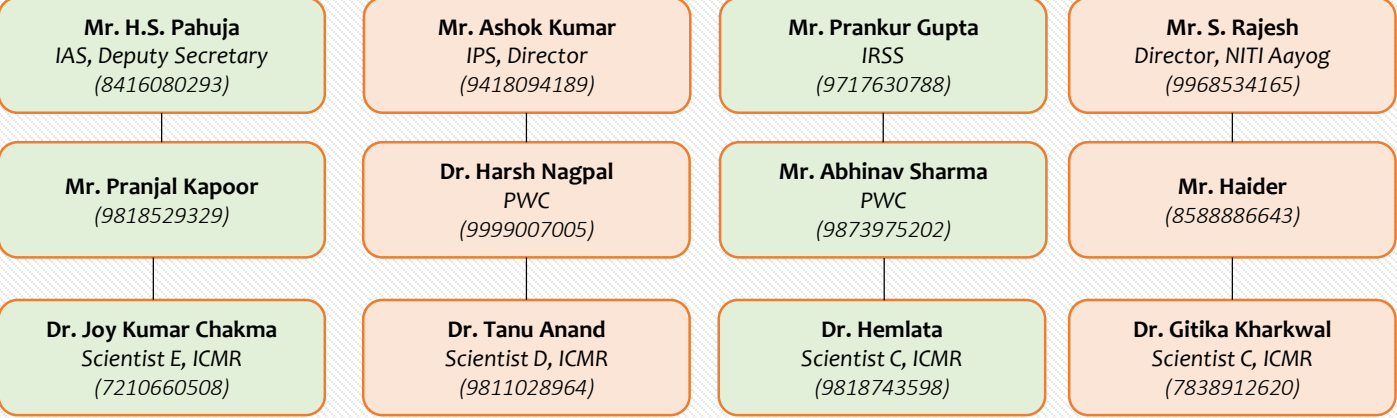 Mr. H.S. Pahuja
IAS, Deputy Secretary
(8416080293)
Mr. Ashok Kumar
IPS, Director
(9418094189)
Mr. Prankur Gupta
IRSS
(9717630788)
Mr. S. Rajesh
Director, NITI Aayog
(9968534165)
Mr. Pranjal Kapoor
(9818529329)
Dr. Harsh Nagpal
PWC
(9999007005)
Mr. Abhinav Sharma
PWC
(9873975202)
Mr. Haider
(8588886643)
Dr. Joy Kumar Chakma
Scientist E, ICMR
(7210660508)
Dr. Tanu Anand
Scientist D, ICMR
(9811028964)
Dr. Hemlata
Scientist C, ICMR
(9818743598)
Dr. Gitika Kharkwal
Scientist C, ICMR
(7838912620)